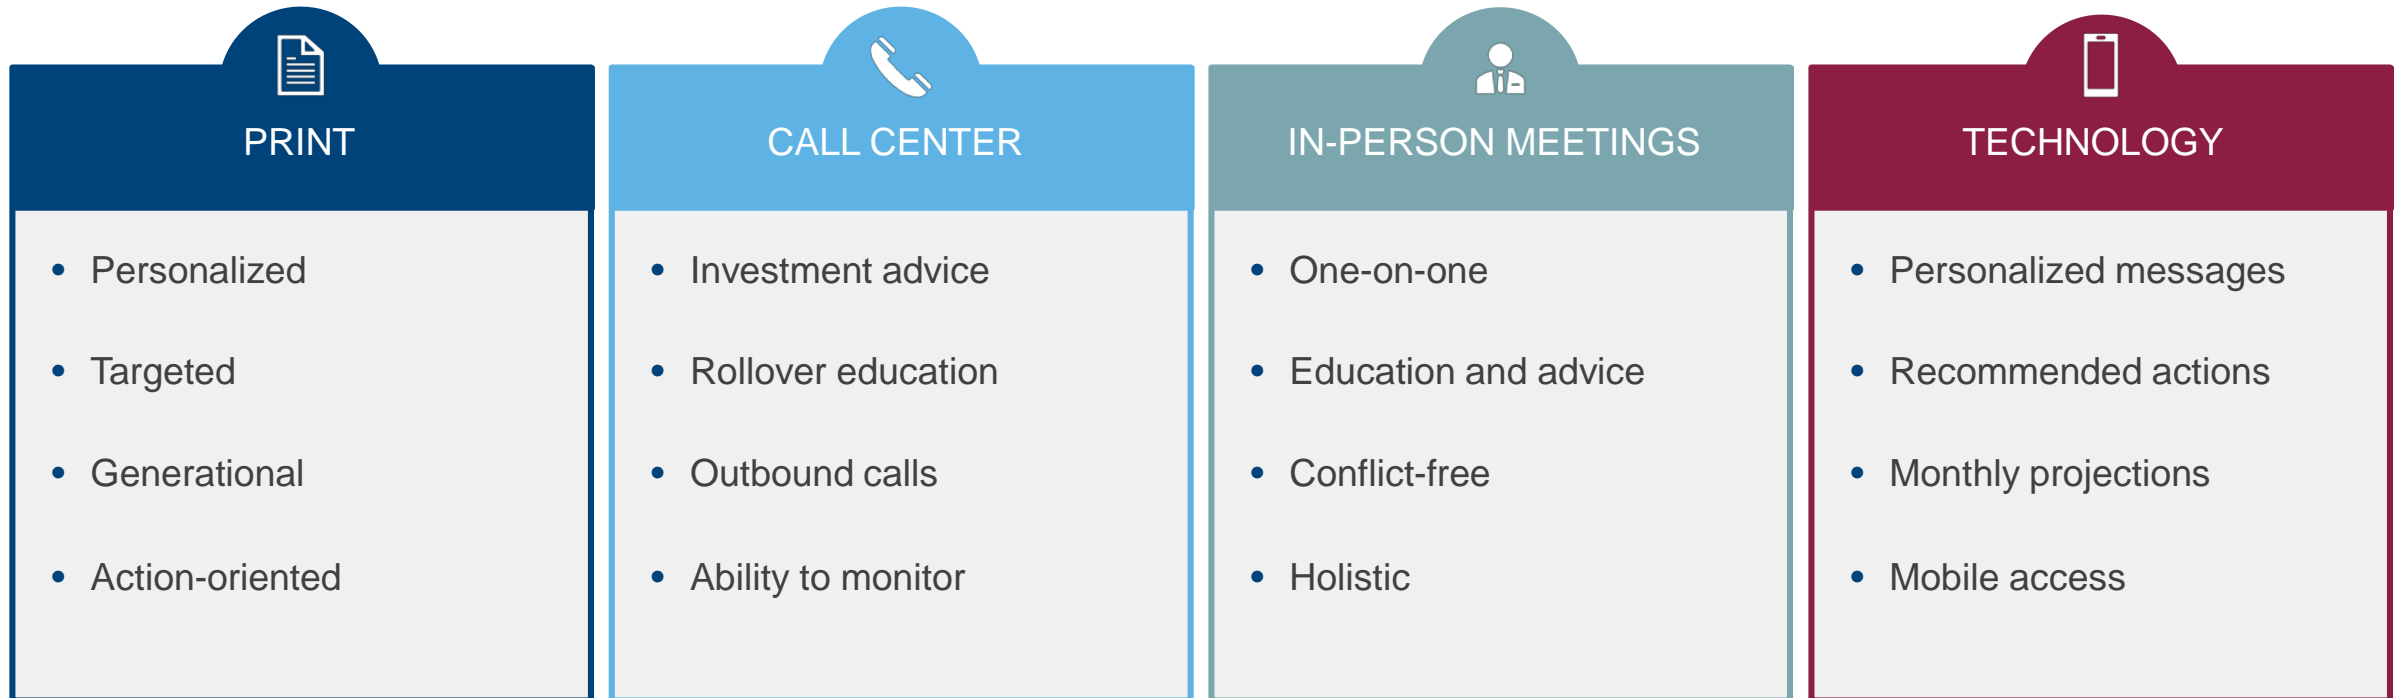 PRINT
• Personalized
• Targeted
• Generational
• Action-oriented
CALL CENTER
• Investment advice
• Rollover education
• Outbound calls
• Ability to monitor
IN-PERSON MEETINGS
• One-on-one
• Education and advice
• Conflict-free
• Holistic
TECHNOLOGY
• Personalized messages
• Recommended actions
• Monthly projections
• Mobile access